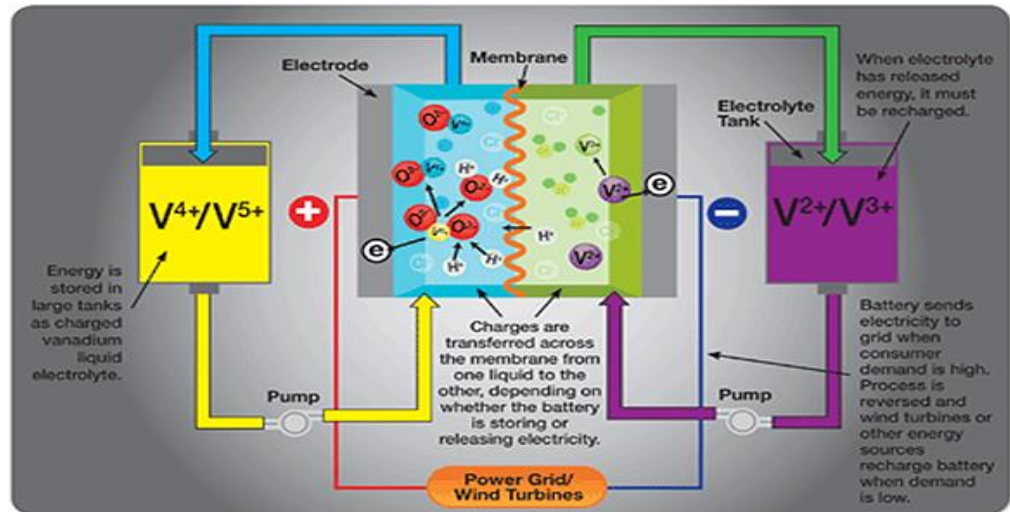 Electrode
Membrane
When electrolyte
has released
energy, it must
be recharged.
Electrolyte
Tank
V⁴⁺/V⁵⁺
+
e
H⁺
H⁺
H⁺
H⁺
H⁺
H⁺
V²⁺
V²⁺
e
−
V²⁺/V³⁺
Energy is
stored in
large tanks
as charged
vanadium
liquid
electrolyte.
Pump
Charges are
transferred across
the membrane from
one liquid to the
other, depending on
whether the battery
is storing or
releasing electricity.
Pump
Battery sends
electricity to
grid when
consumer
demand is high.
Process is
reversed and
wind turbines or
other energy
sources
recharge battery
when demand
is low.
Power Grid/
Wind Turbines